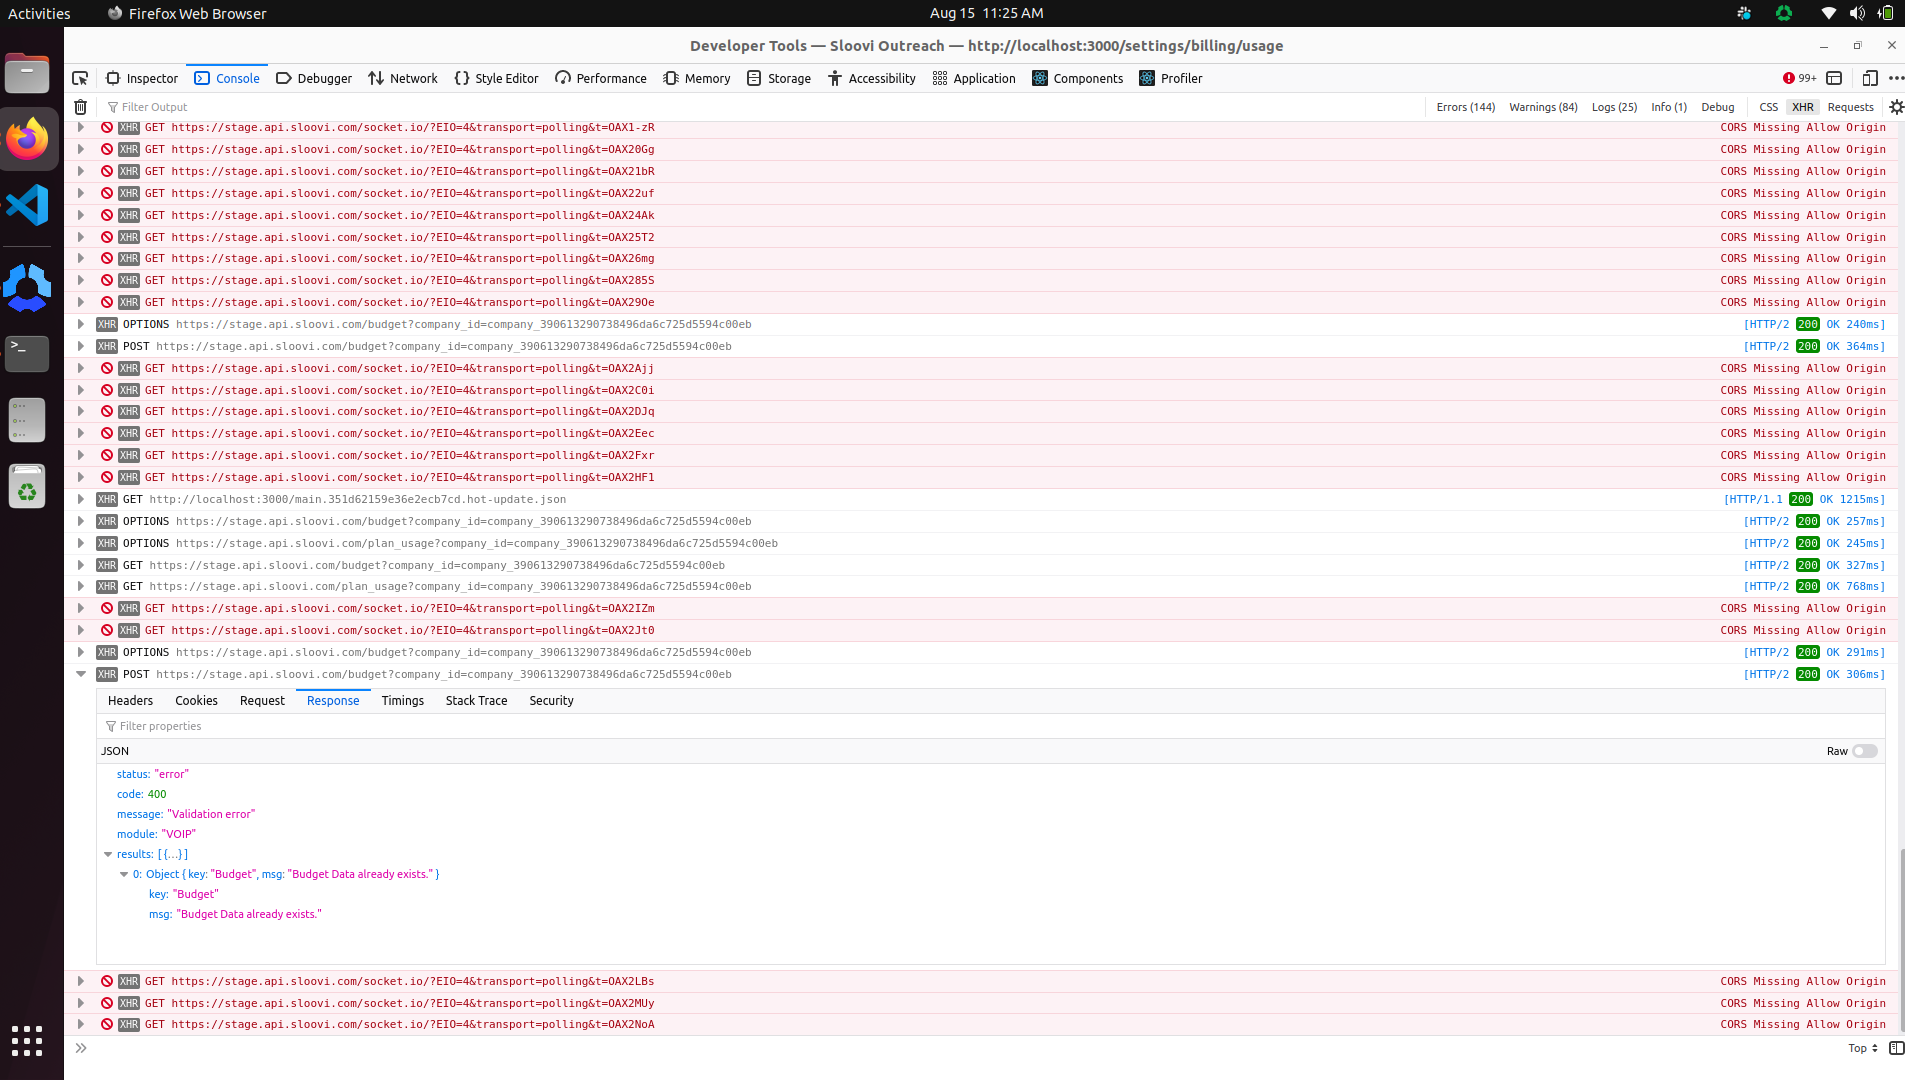 Activities
Firefox Web Browser
Aug 15 11:25 AM
Developer Tools — Sloovi Outreach — http://localhost:3000/settings/billing/usage
Inspector Console Debugger Network Style Editor Performance Memory Storage Accessibility Application Components Profiler 99+
Filter Output Errors (144) Warnings (84) Logs (25) Info (1) Debug CSS XHR Requests
XHR GET https://stage.api.sloovi.com/socket.io/?EIO=4&transport=polling&t=OAX1-zR CORS Missing Allow Origin
XHR GET https://stage.api.sloovi.com/socket.io/?EIO=4&transport=polling&t=OAX20Gg CORS Missing Allow Origin
XHR GET https://stage.api.sloovi.com/socket.io/?EIO=4&transport=polling&t=OAX21bR CORS Missing Allow Origin
XHR GET https://stage.api.sloovi.com/socket.io/?EIO=4&transport=polling&t=OAX22uf CORS Missing Allow Origin
XHR GET https://stage.api.sloovi.com/socket.io/?EIO=4&transport=polling&t=OAX24Ak CORS Missing Allow Origin
XHR GET https://stage.api.sloovi.com/socket.io/?EIO=4&transport=polling&t=OAX25T2 CORS Missing Allow Origin
XHR GET https://stage.api.sloovi.com/socket.io/?EIO=4&transport=polling&t=OAX26mg CORS Missing Allow Origin
XHR GET https://stage.api.sloovi.com/socket.io/?EIO=4&transport=polling&t=OAX285S CORS Missing Allow Origin
XHR GET https://stage.api.sloovi.com/socket.io/?EIO=4&transport=polling&t=OAX29Oe CORS Missing Allow Origin
XHR OPTIONS https://stage.api.sloovi.com/budget?company_id=company_390613290738496da6c725d5594c00eb [HTTP/2 200 OK 240ms]
XHR POST https://stage.api.sloovi.com/budget?company_id=company_390613290738496da6c725d5594c00eb [HTTP/2 200 OK 364ms]
XHR GET https://stage.api.sloovi.com/socket.io/?EIO=4&transport=polling&t=OAX2Ajj CORS Missing Allow Origin
XHR GET https://stage.api.sloovi.com/socket.io/?EIO=4&transport=polling&t=OAX2C0i CORS Missing Allow Origin
XHR GET https://stage.api.sloovi.com/socket.io/?EIO=4&transport=polling&t=OAX2DJq CORS Missing Allow Origin
XHR GET https://stage.api.sloovi.com/socket.io/?EIO=4&transport=polling&t=OAX2Eec CORS Missing Allow Origin
XHR GET https://stage.api.sloovi.com/socket.io/?EIO=4&transport=polling&t=OAX2Fxr CORS Missing Allow Origin
XHR GET https://stage.api.sloovi.com/socket.io/?EIO=4&transport=polling&t=OAX2HF1 CORS Missing Allow Origin
XHR GET http://localhost:3000/main.351d62159e36e2ecb7cd.hot-update.json [HTTP/1.1 200 OK 1215ms]
XHR OPTIONS https://stage.api.sloovi.com/budget?company_id=company_390613290738496da6c725d5594c00eb [HTTP/2 200 OK 257ms]
XHR OPTIONS https://stage.api.sloovi.com/plan_usage?company_id=company_390613290738496da6c725d5594c00eb [HTTP/2 200 OK 245ms]
XHR GET https://stage.api.sloovi.com/budget?company_id=company_390613290738496da6c725d5594c00eb [HTTP/2 200 OK 327ms]
XHR GET https://stage.api.sloovi.com/plan_usage?company_id=company_390613290738496da6c725d5594c00eb [HTTP/2 200 OK 768ms]
XHR GET https://stage.api.sloovi.com/socket.io/?EIO=4&transport=polling&t=OAX2IZm CORS Missing Allow Origin
XHR GET https://stage.api.sloovi.com/socket.io/?EIO=4&transport=polling&t=OAX2Jt0 CORS Missing Allow Origin
XHR OPTIONS https://stage.api.sloovi.com/budget?company_id=company_390613290738496da6c725d5594c00eb [HTTP/2 200 OK 291ms]
XHR POST https://stage.api.sloovi.com/budget?company_id=company_390613290738496da6c725d5594c00eb [HTTP/2 200 OK 306ms]
Headers Cookies Request Response Timings Stack Trace Security
Filter properties
JSON Raw
status: "error"
code: 400
message: "Validation error"
module: "VOIP"
results: [ {…} ]
0: Object { key: "Budget", msg: "Budget Data already exists." }
key: "Budget"
msg: "Budget Data already exists."
XHR GET https://stage.api.sloovi.com/socket.io/?EIO=4&transport=polling&t=OAX2LBs CORS Missing Allow Origin
XHR GET https://stage.api.sloovi.com/socket.io/?EIO=4&transport=polling&t=OAX2MUy CORS Missing Allow Origin
XHR GET https://stage.api.sloovi.com/socket.io/?EIO=4&transport=polling&t=OAX2NoA CORS Missing Allow Origin
Top